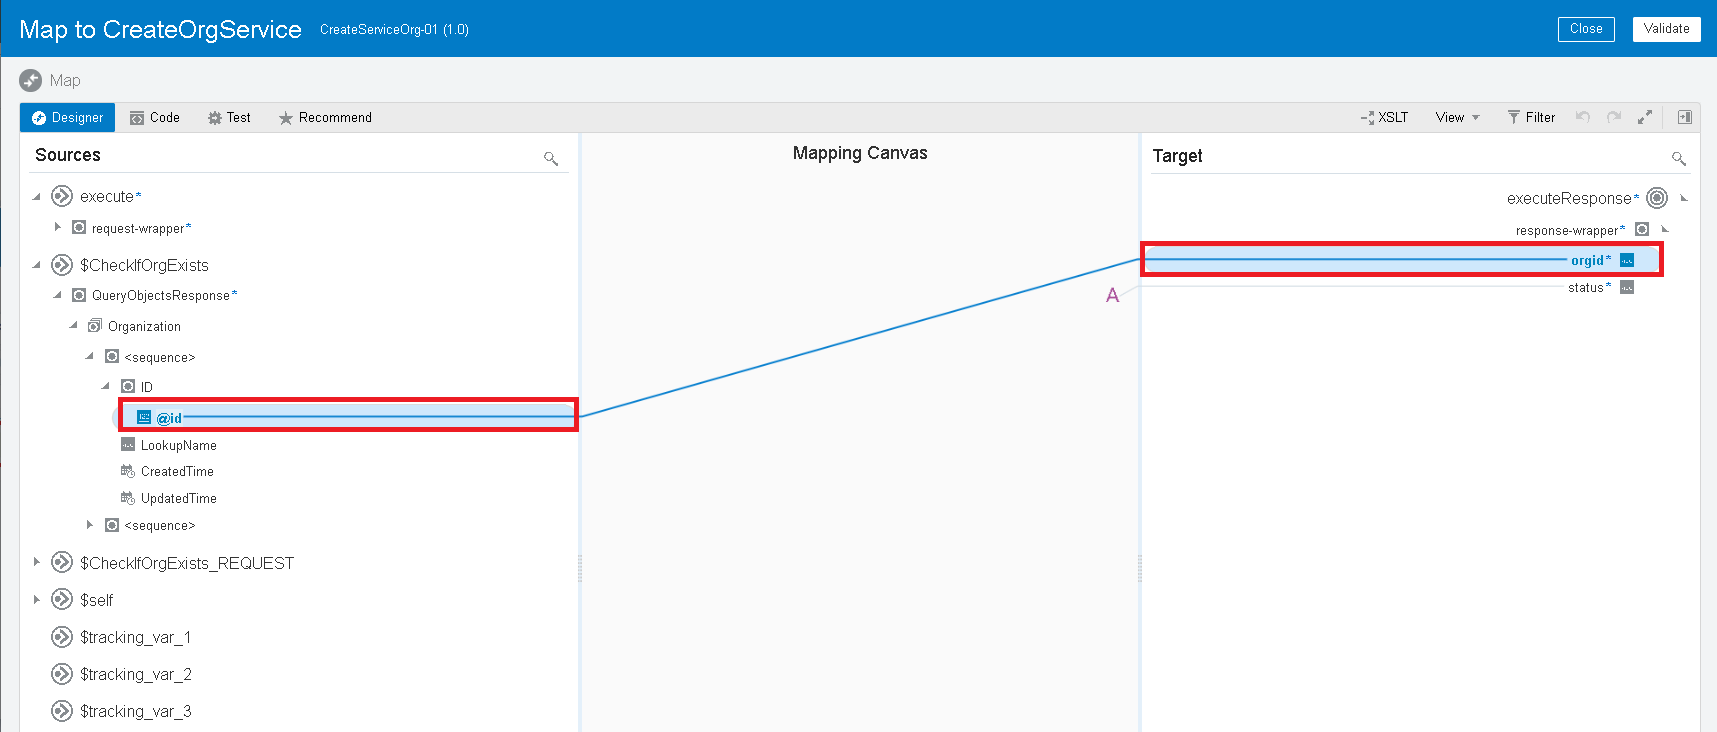 Map to CreateOrgService CreateServiceOrg-01 (1.0) Close Validate
Map
Designer Code Test Recommend XSLT View Filter
Sources
Mapping Canvas
Target
execute*
request-wrapper*
$CheckIfOrgExists
QueryObjectsResponse*
Organization
<sequence>
ID
@id
LookupName
CreatedTime
UpdatedTime
<sequence>
$CheckIfOrgExists_REQUEST
$self
$tracking_var_1
$tracking_var_2
$tracking_var_3
A
executeResponse*
response-wrapper*
orgid*
status*